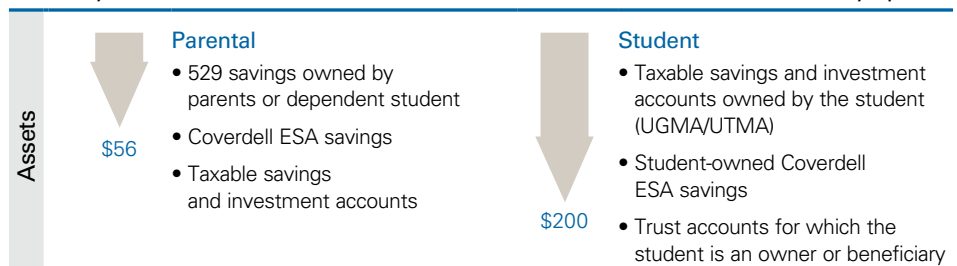 Assets
Parental
• 529 savings owned by
parents or dependent student
• Coverdell ESA savings
• Taxable savings
and investment accounts
$56
Student
• Taxable savings and investment
accounts owned by the student
(UGMA/UTMA)
• Student-owned Coverdell
ESA savings
• Trust accounts for which the
student is an owner or beneficiary
$200